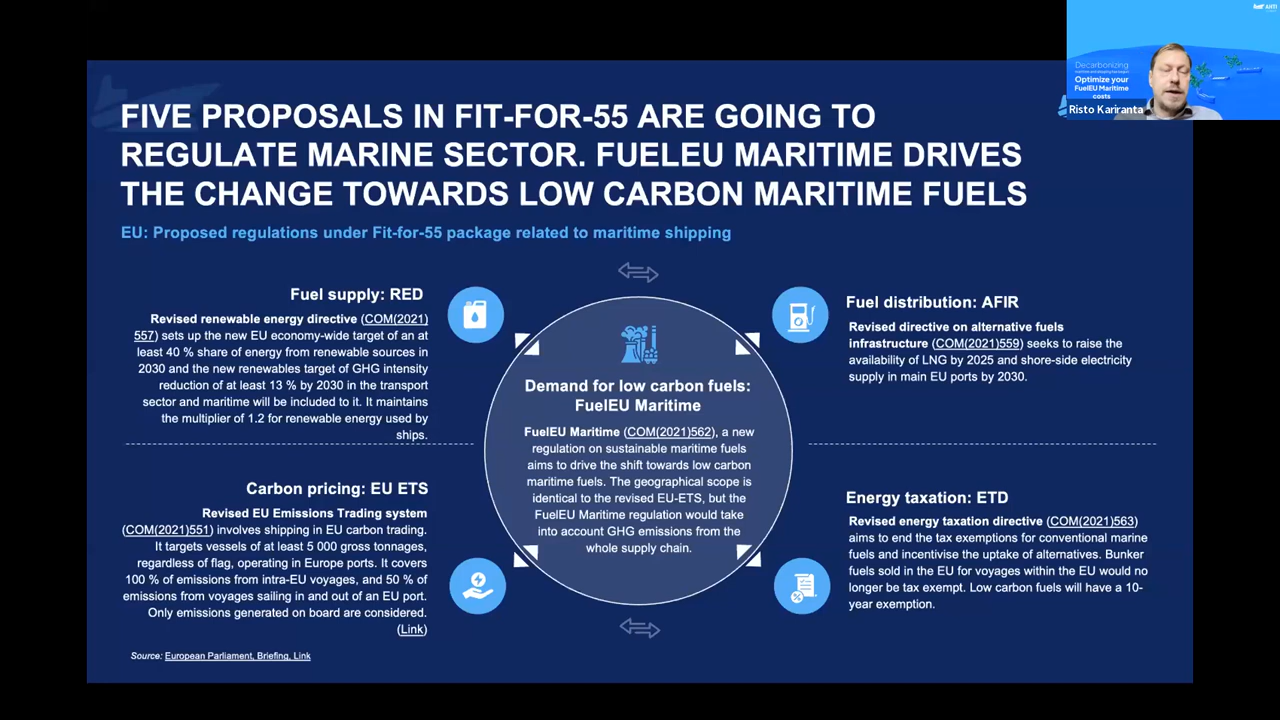 FIVE PROPOSALS IN FIT-FOR-55 ARE GOING TO
REGULATE MARINE SECTOR. FUELEU MARITIME DRIVES
THE CHANGE TOWARDS LOW CARBON MARITIME FUELS
EU: Proposed regulations under Fit-for-55 package related to maritime shipping
Fuel supply: RED
Revised renewable energy directive (COM(2021)
557) sets up the new EU economy-wide target of an at
least 40 % share of energy from renewable sources in
2030 and the new renewables target of GHG intensity
reduction of at least 13 % by 2030 in the transport
sector and maritime will be included to it. It maintains
the multiplier of 1.2 for renewable energy used by
ships.
Carbon pricing: EU ETS
Revised EU Emissions Trading system
(COM(2021)551) involves shipping in EU carbon trading.
It targets vessels of at least 5 000 gross tonnages,
regardless of flag, operating in Europe ports. It covers
100 % of emissions from intra-EU voyages, and 50 % of
emissions from voyages sailing in and out of an EU port.
Only emissions generated on board are considered.
(Link)
Demand for low carbon fuels:
FuelEU Maritime
FuelEU Maritime (COM(2021)562), a new
regulation on sustainable maritime fuels
aims to drive the shift towards low carbon
maritime fuels. The geographical scope is
identical to the revised EU-ETS, but the
FuelEU Maritime regulation would take
into account GHG emissions from the
whole supply chain.
Fuel distribution: AFIR
Revised directive on alternative fuels
infrastructure (COM(2021)559) seeks to raise the
availability of LNG by 2025 and shore-side electricity
supply in main EU ports by 2030.
Energy taxation: ETD
Revised energy taxation directive (COM(2021)563)
aims to end the tax exemptions for conventional marine
fuels and incentivise the uptake of alternatives. Bunker
fuels sold in the EU for voyages within the EU would no
longer be tax exempt. Low carbon fuels will have a 10-
year exemption.
Source: European Parliament, Briefing, Link
AHTI
Decarbonizing
Optimize your
FuelEU Maritime
costs
Risto Kariranta